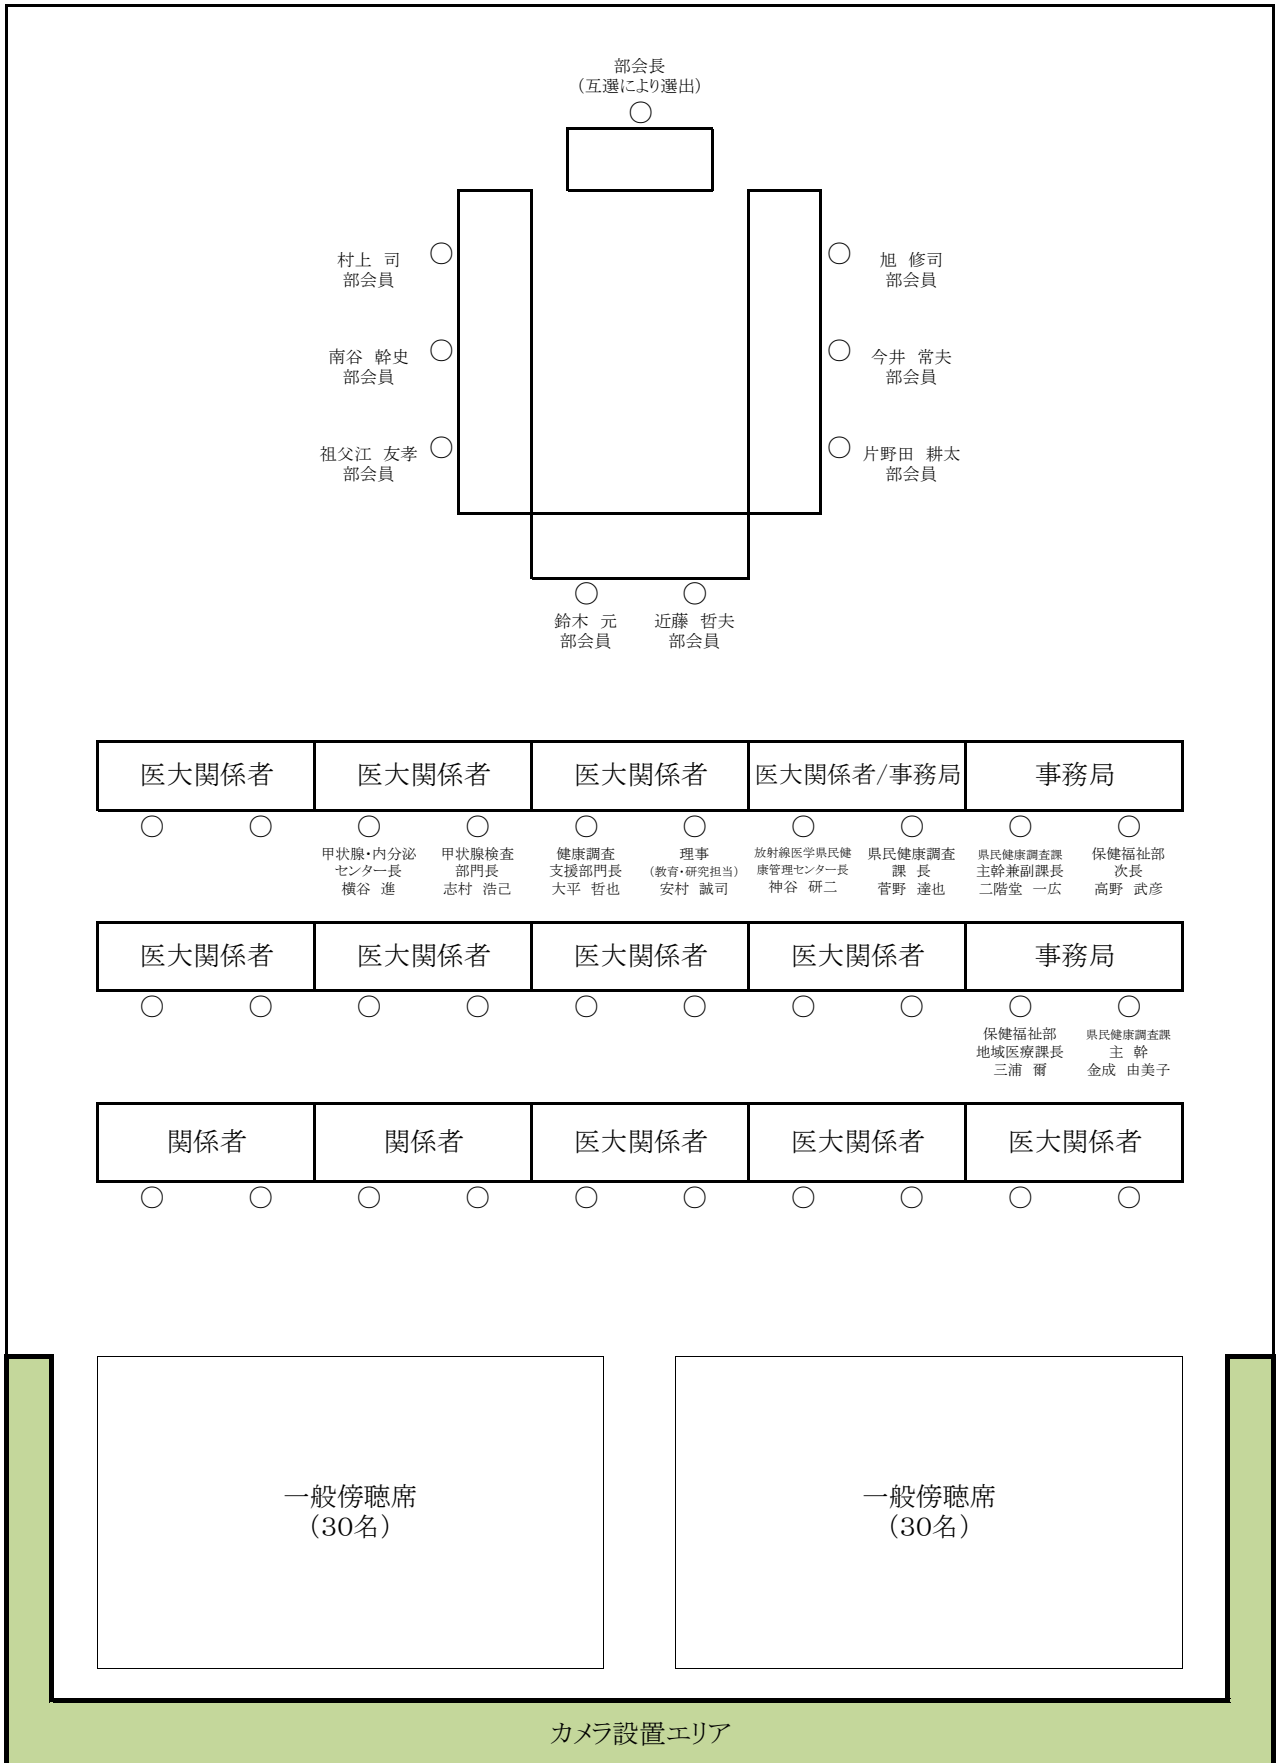 部会長
(互選により選出)
村上 司
部会員
旭 修司
部会員
南谷 幹史
部会員
今井 常夫
部会員
祖父江 友孝
部会員
片野田 耕太
部会員
鈴木 元
部会員
近藤 哲夫
部会員
医大関係者
医大関係者
医大関係者
医大関係者/事務局
事務局
甲状腺・内分泌
センター長
横谷 進
甲状腺検査
部門長
志村 浩己
健康調査
支援部門長
大平 哲也
理事
(教育・研究担当)
安村 誠司
放射線医学県民健
康管理センター長
神谷 研二
県民健康調査
課 長
菅野 達也
県民健康調査課
主幹兼副課長
二階堂 一広
保健福祉部
次長
高野 武彦
医大関係者
医大関係者
医大関係者
医大関係者
事務局
保健福祉部
地域医療課長
三浦 爾
県民健康調査課
主 幹
金成 由美子
関係者
関係者
医大関係者
医大関係者
医大関係者
一般傍聴席
(30名)
一般傍聴席
(30名)
カメラ設置エリア